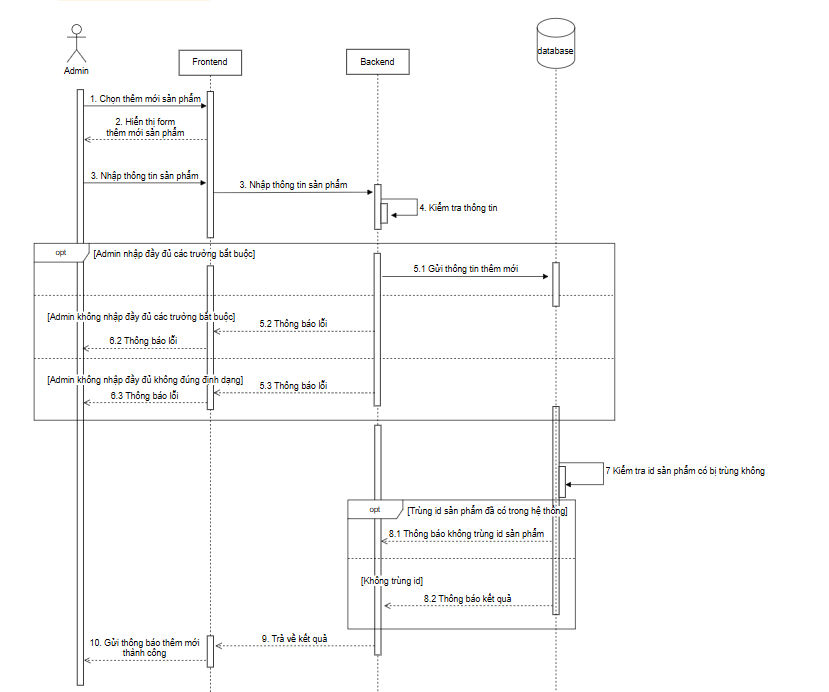 Admin
Frontend
Backend
database
1. Chọn thêm mới sản phẩm
2. Hiển thị form
thêm mới sản phẩm
3. Nhập thông tin sản phẩm
3. Nhập thông tin sản phẩm
4. Kiểm tra thông tin
opt
[Admin nhập đầy đủ các trường bắt buộc]
5.1 Gửi thông tin thêm mới
[Admin không nhập đầy đủ các trường bắt buộc]
5.2 Thông báo lỗi
6.2 Thông báo lỗi
[Admin không nhập đầy đủ không đúng định dạng]
5.3 Thông báo lỗi
6.3 Thông báo lỗi
7 Kiểm tra id sản phẩm có bị trùng không
opt
[Trùng id sản phẩm đã có trong hệ thống]
8.1 Thông báo không trùng id sản phẩm
[Không trùng id]
8.2 Thông báo kết quả
9. Trả về kết quả
10. Gửi thông báo thêm mới
thành công